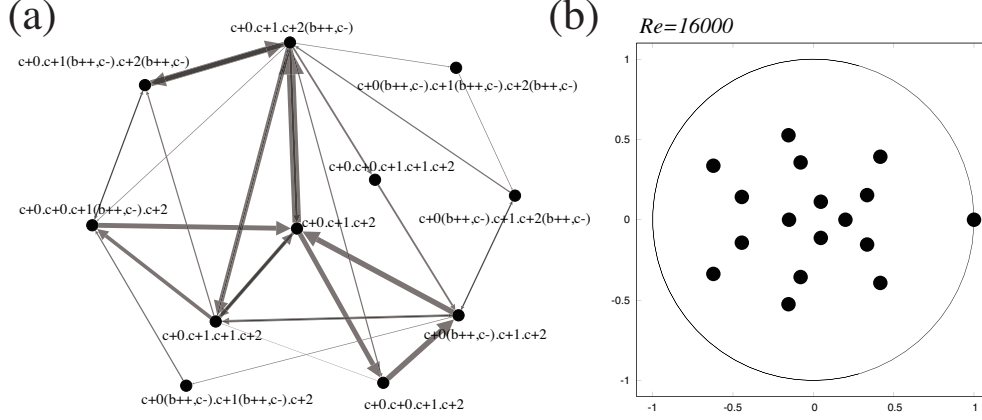 (a)
(b)
c+0.c+1.c+2(b++,c-)
Re=16000
c+0.c+1(b++,c-).c+2(b++,c-)
c+0(b++,c-).c+1(b++,c-).c+2(b++,c-)
c+0.c+0.c+1.c+1.c+2
c+0.c+0.c+1(b++,c-).c+2
c+0(b++,c-).c+1.c+2(b++,c-)
c+0.c+1.c+2
c+0.c+1.c+1.c+2
c+0(b++,c-).c+1.c+2
c+0(b++,c-).c+1(b++,c-).c+2
c+0.c+0.c+1.c+2
1
0.5
0
-0.5
-1
-1 -0.5 0 0.5 1